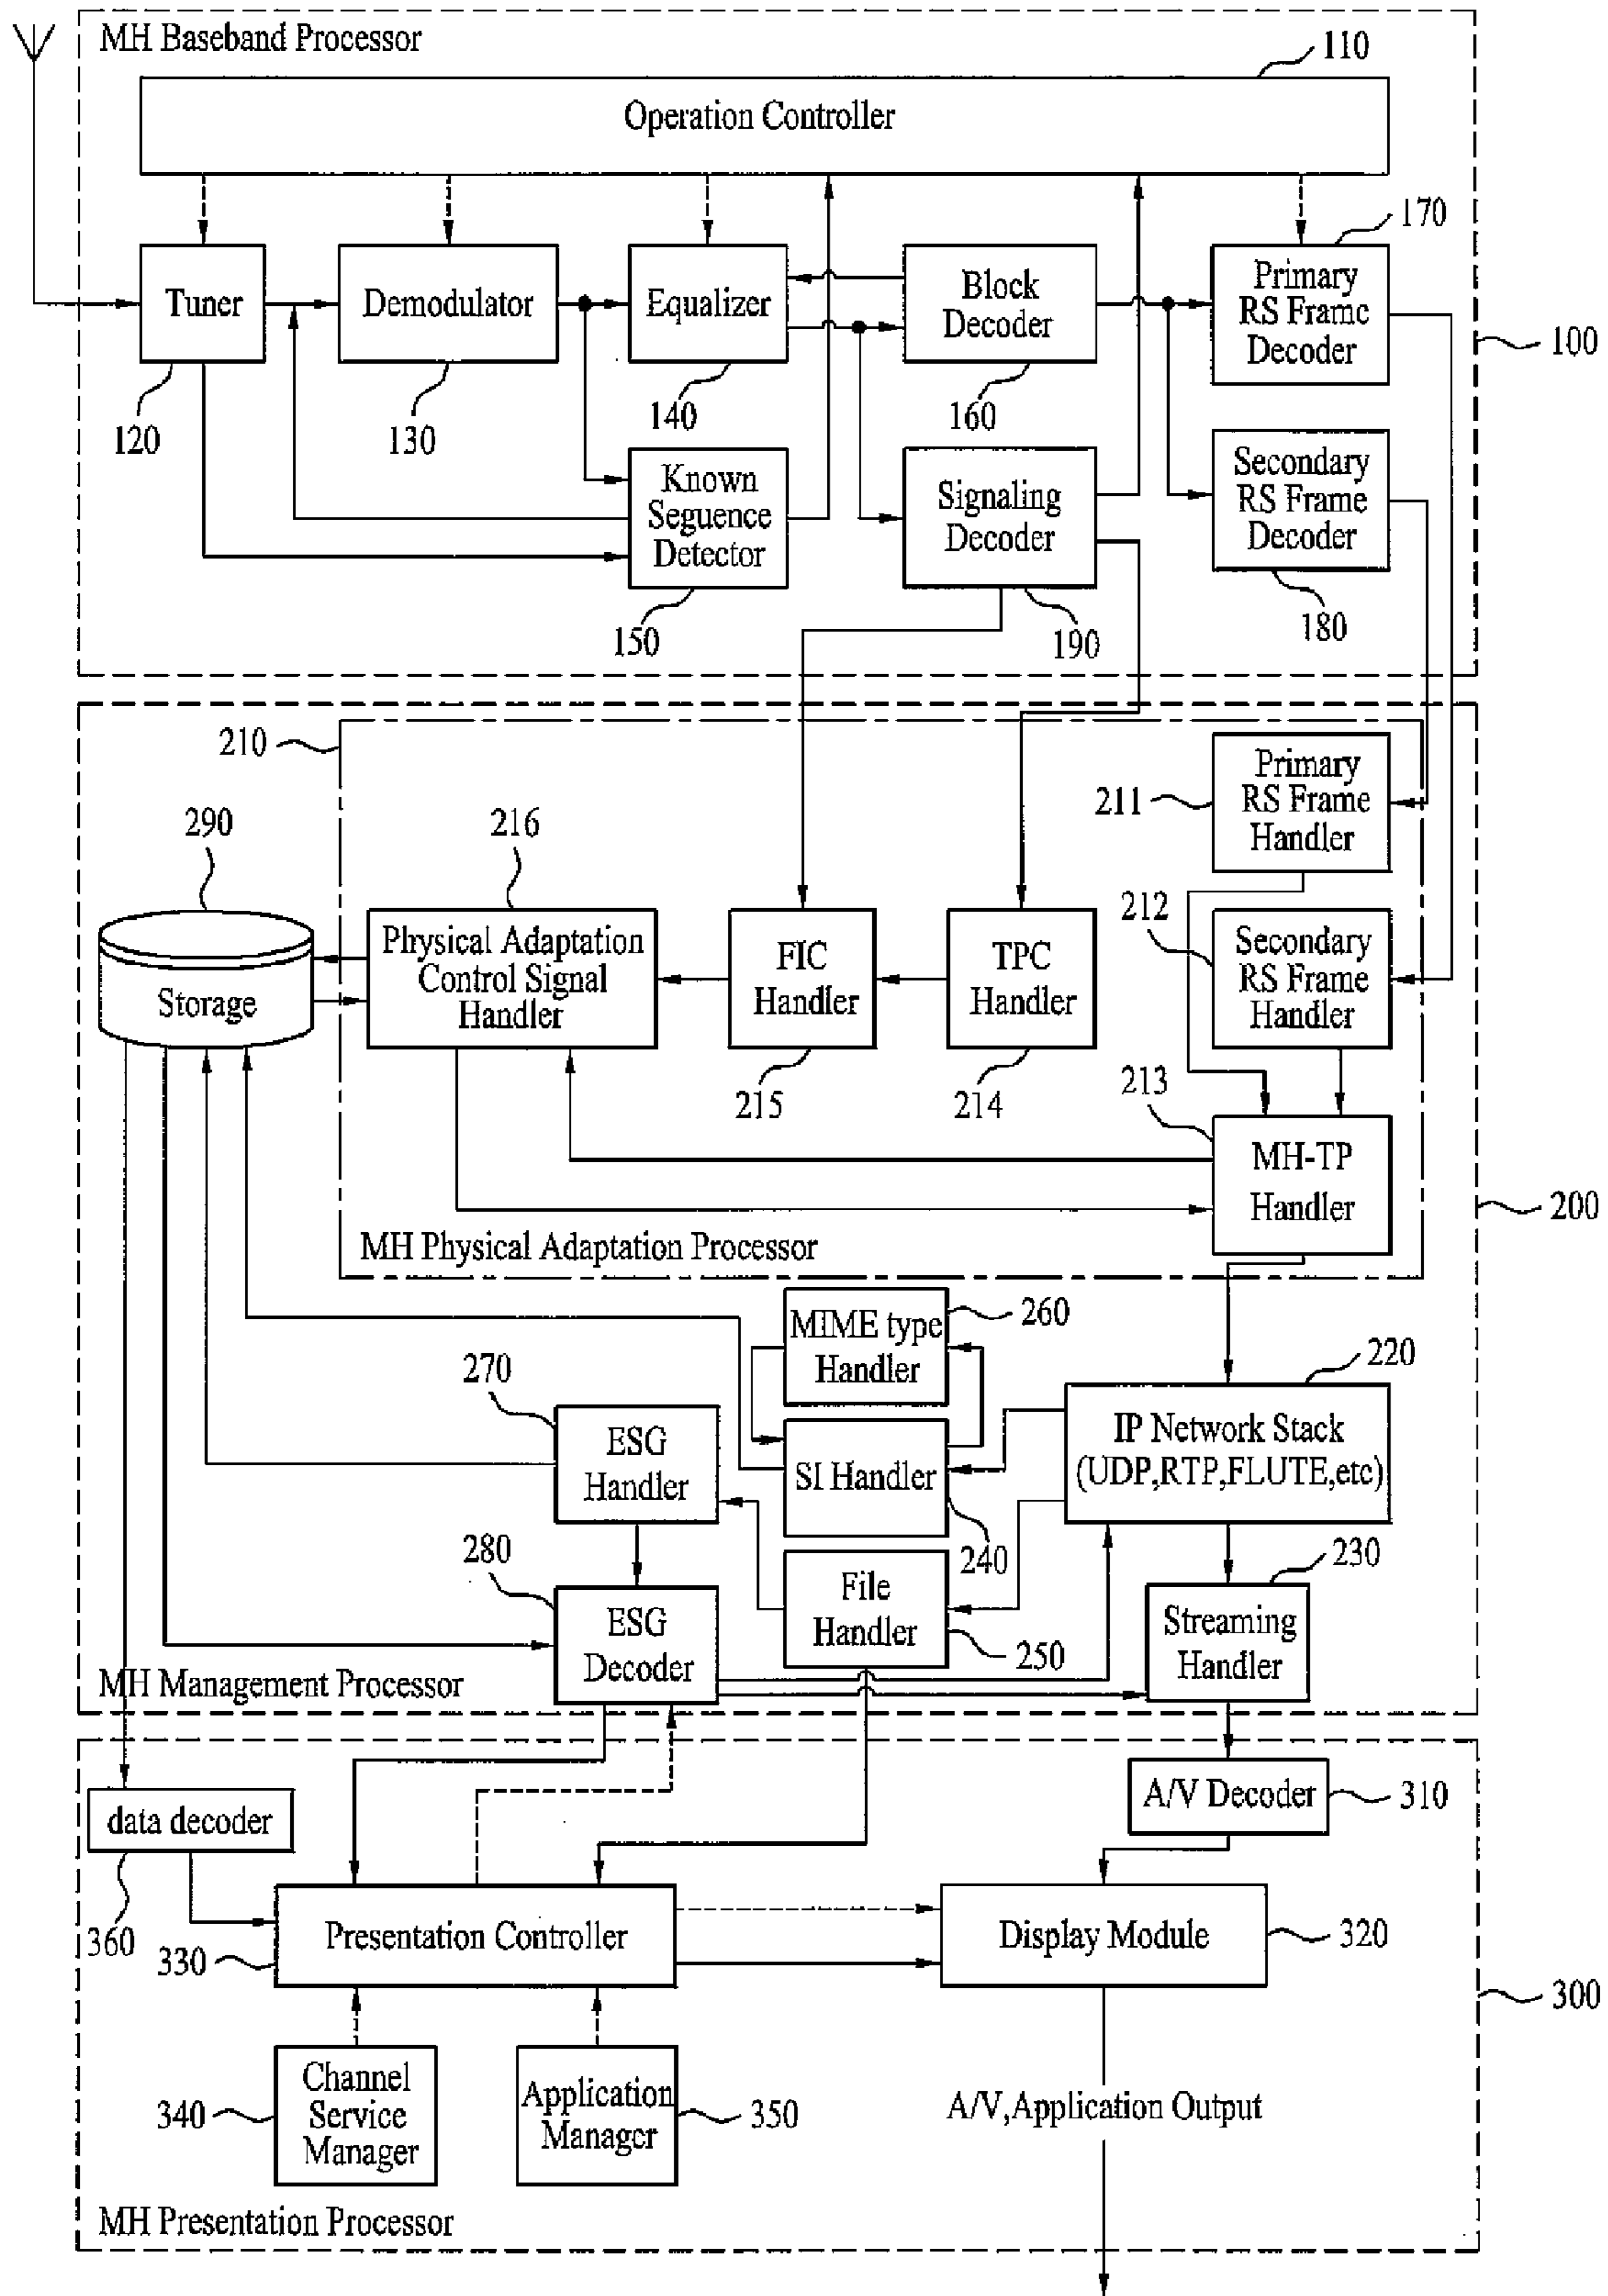 MH Baseband Processor
110
Operation Controller
170
Tuner
Demodulator
Equalizer
Block
Decoder
Primary
RS Frame
Decoder
100
120
130
140
160
Known
Seguence
Detector
Signaling
Decoder
Secondary
RS Frame
Decoder
150
190
180
210
Primary
RS Frame
Handler
211
290
216
212
Storage
Physical Adaptation
Control Signal
Handler
FIC
Handler
TPC
Handler
Secondary
RS Frame
Handler
215
214
213
MH-TP
Handler
200
MH Physical Adaptation Processor
MIME type
Handler
260
270
220
ESG
Handler
SI Handler
IP Network Stack
(UDP,RTP,FLUTE,etc)
280
240
230
ESG
Decoder
File
Handler
250
Streaming
Handler
MH Management Processor
data decoder
A/V Decoder
310
360
330
Presentation Controller
Display Module
320
300
340
Channel
Service
Manager
Application
Manager
350
A/V,Application Output
MH Presentation Processor